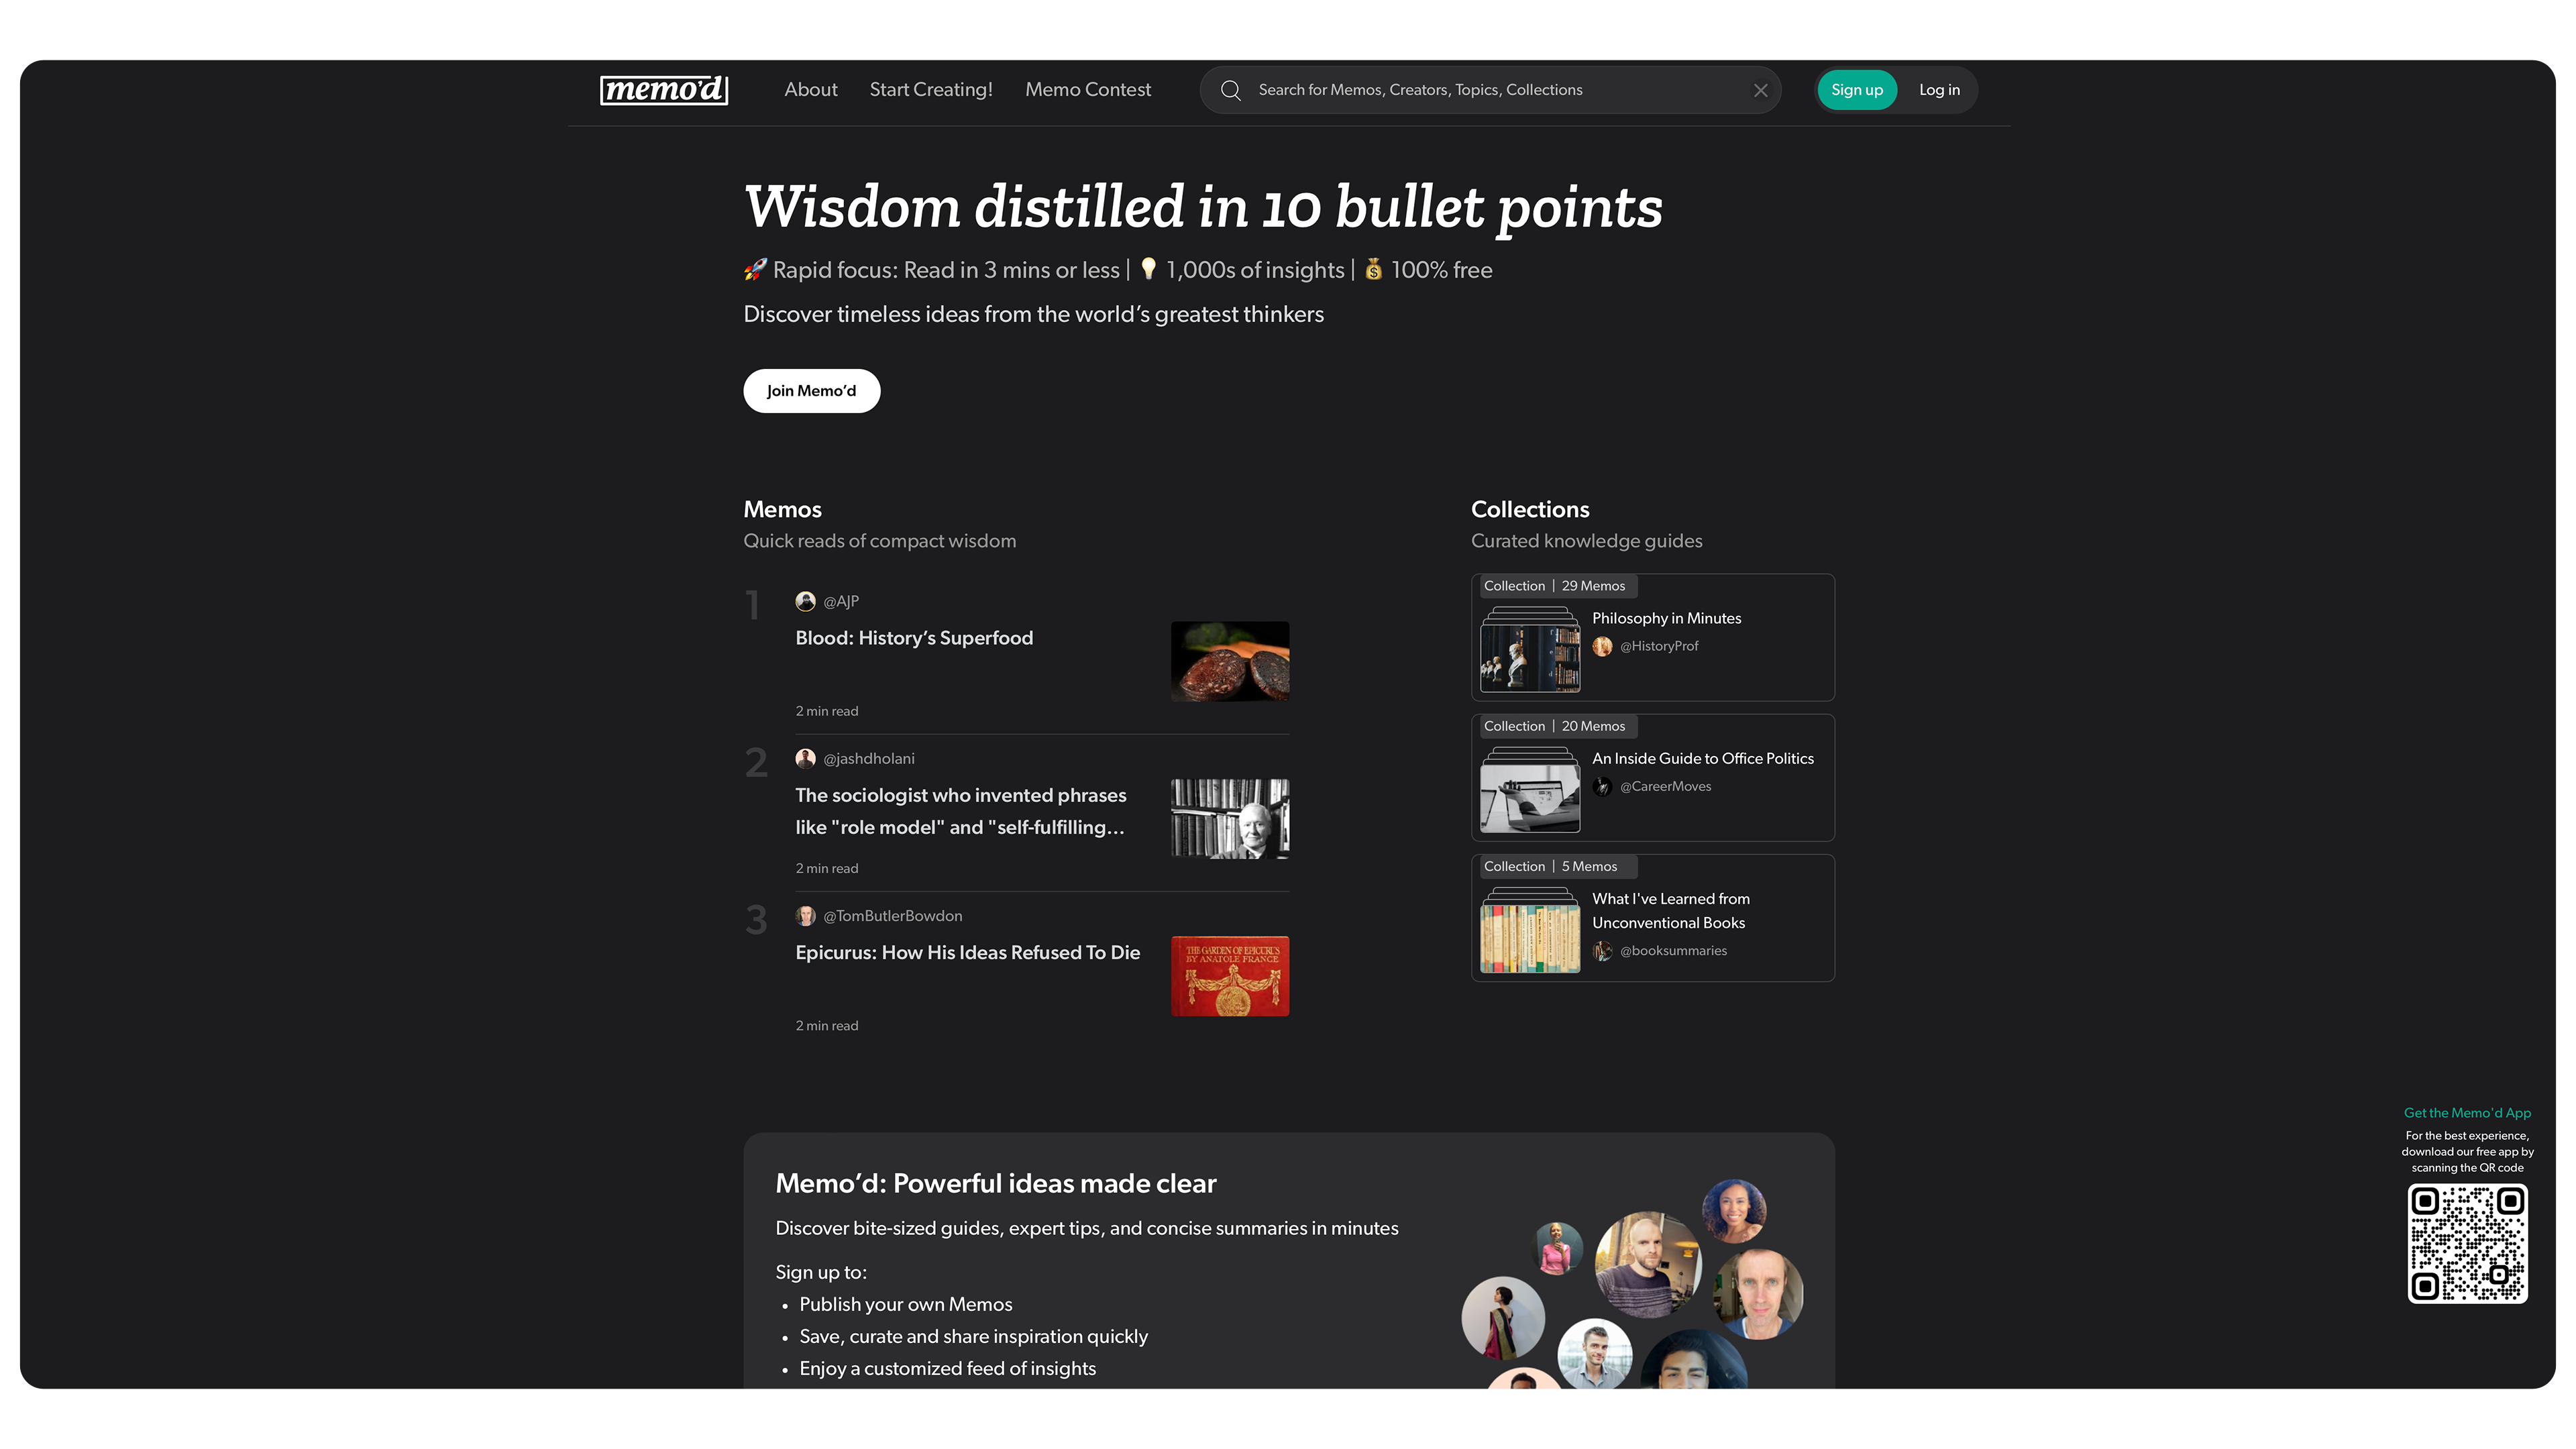 memo'd
About
Start Creating!
Memo Contest
Search for Memos, Creators, Topics, Collections
Sign up
Log in
Wisdom distilled in 10 bullet points
🚀 Rapid focus: Read in 3 mins or less | 💡 1,000s of insights | 💰 100% free
Discover timeless ideas from the world’s greatest thinkers
Join Memo’d
Memos
Quick reads of compact wisdom
1
@AJP
Blood: History’s Superfood
2 min read
2
@jashdholani
The sociologist who invented phrases
like "role model" and "self-fulfilling...
2 min read
3
@TomButlerBowdon
Epicurus: How His Ideas Refused To Die
THE GARDEN OF EPICURUS
BY ANATOLE FRANCE
2 min read
Collections
Curated knowledge guides
Collection | 29 Memos
Philosophy in Minutes
@HistoryProf
Collection | 20 Memos
An Inside Guide to Office Politics
@CareerMoves
Collection | 5 Memos
What I've Learned from
Unconventional Books
@booksummaries
Memo’d: Powerful ideas made clear
Discover bite-sized guides, expert tips, and concise summaries in minutes
Sign up to:
• Publish your own Memos
• Save, curate and share inspiration quickly
• Enjoy a customized feed of insights
Get the Memo'd App
For the best experience,
download our free app by
scanning the QR code